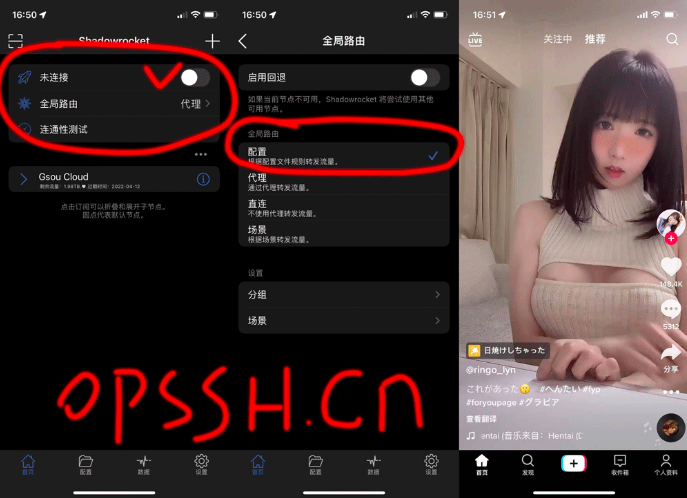 16:50
Shadowrocket
未连接
全局路由
代理
连通性测试
Gsou Cloud
剩余流量：1.98TB ♥ 过期时间：2022-04-12
点击订阅可以折叠和展开子节点。
圆点代表默认节点。
首页
配置
数据
设置
16:50
全局路由
启用回退
如果当前节点不可用，Shadowrocket 将尝试使用其他可用节点。
全局路由
配置
根据配置文件规则转发流量。
代理
通过代理转发流量。
直连
不使用代理转发流量。
场景
根据场景转发流量。
设置
分组
场景
首页
配置
数据
设置
OPSSH.CN
16:51
LIVE
关注中
推荐
148.4K
5312
分享
日焼けしちゃった
@ringo_lyn
これがあった😗 #へんたい #fyp
#foryoupage #グラビア
查看翻译
entai (音乐来自：Hentai (D
首页
发现
收件箱
个人资料